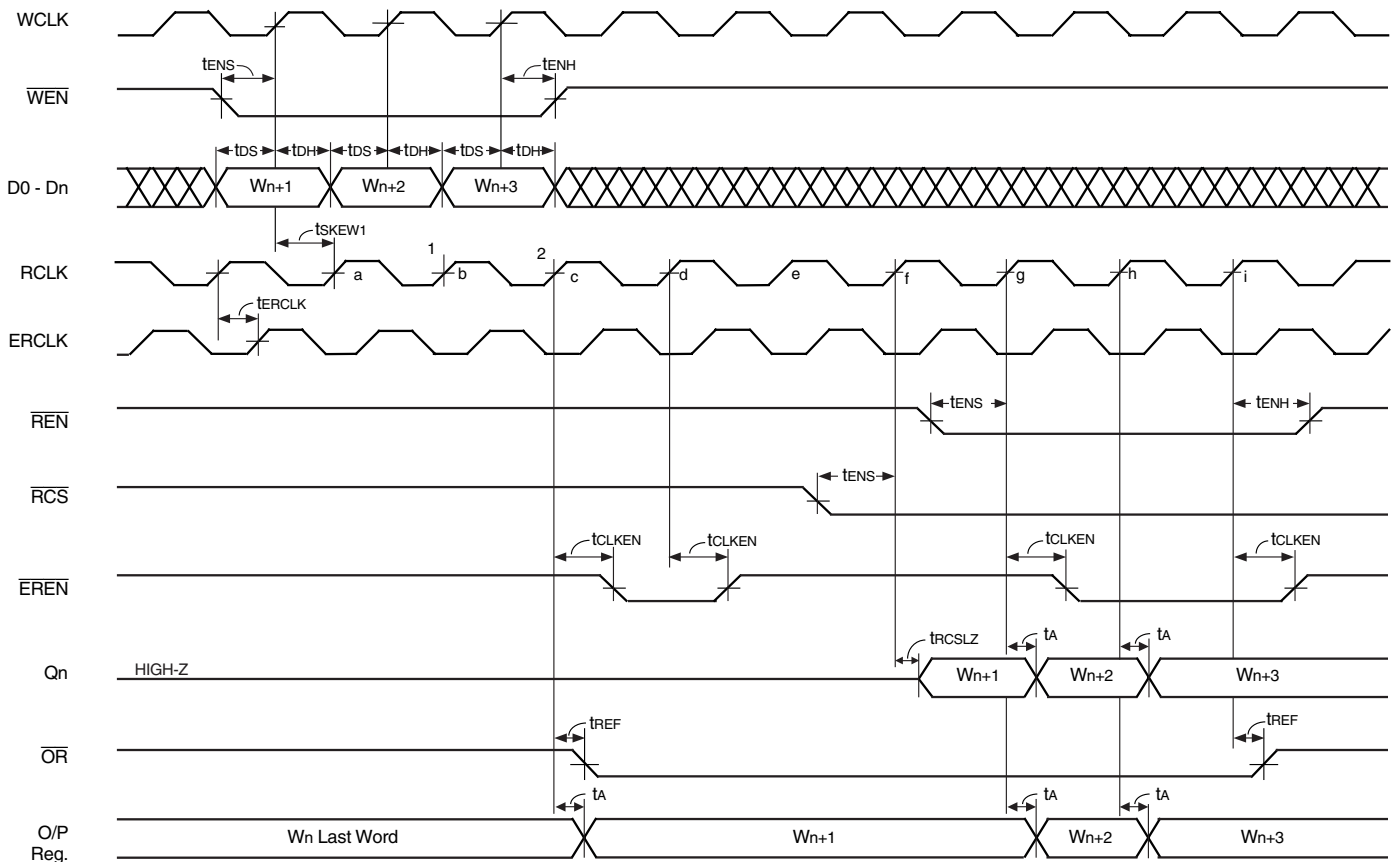 WCLK
tENS
tENH
WEN
tDS tDH tDS tDH tDS tDH
D0 - Dn Wn+1 Wn+2 Wn+3
tSKEW1
1 2
RCLK a b c d e f g h i
tERCLK
ERCLK
REN tENS tENH
RCS tENS
tCLKEN tCLKEN tCLKEN tCLKEN
EREN
tRCSLZ tA tA
Qn HIGH-Z Wn+1 Wn+2 Wn+3
tREF tREF
OR
tA tA tA
O/P Reg. Wn Last Word Wn+1 Wn+2 Wn+3